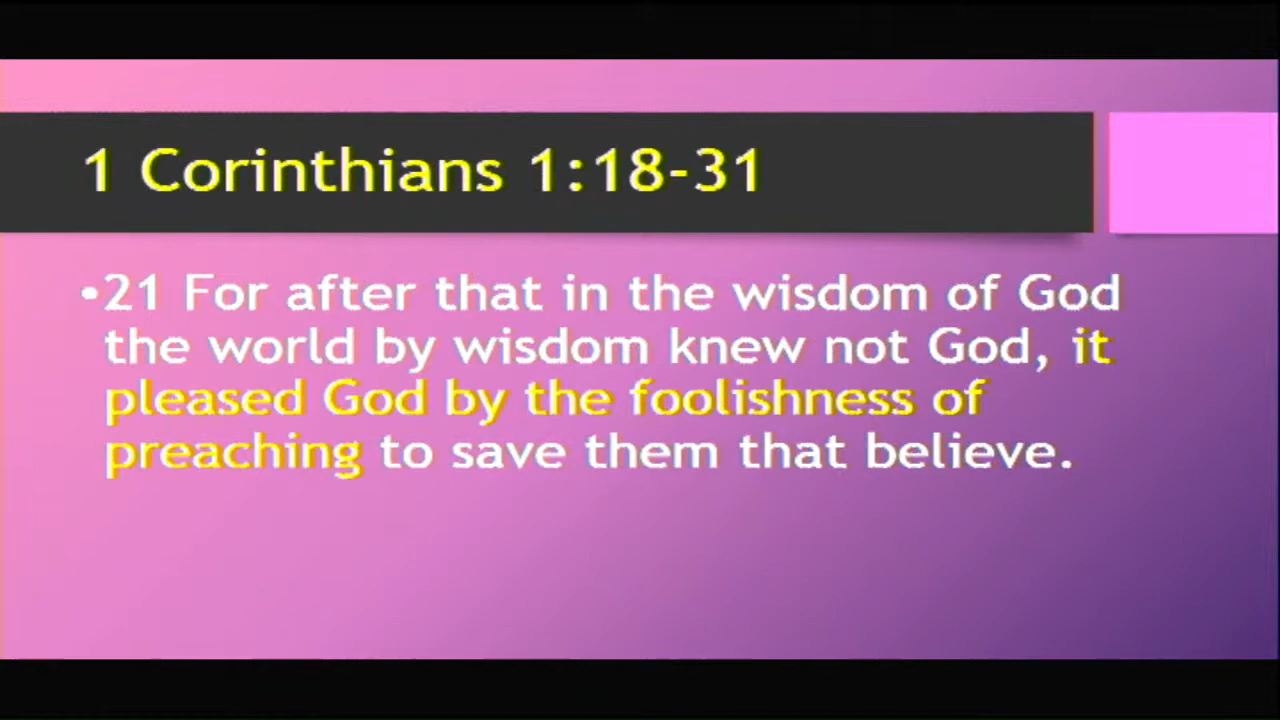 1 Corinthians 1:18-31
•21 For after that in the wisdom of God
the world by wisdom knew not God, it
pleased God by the foolishness of
preaching to save them that believe.